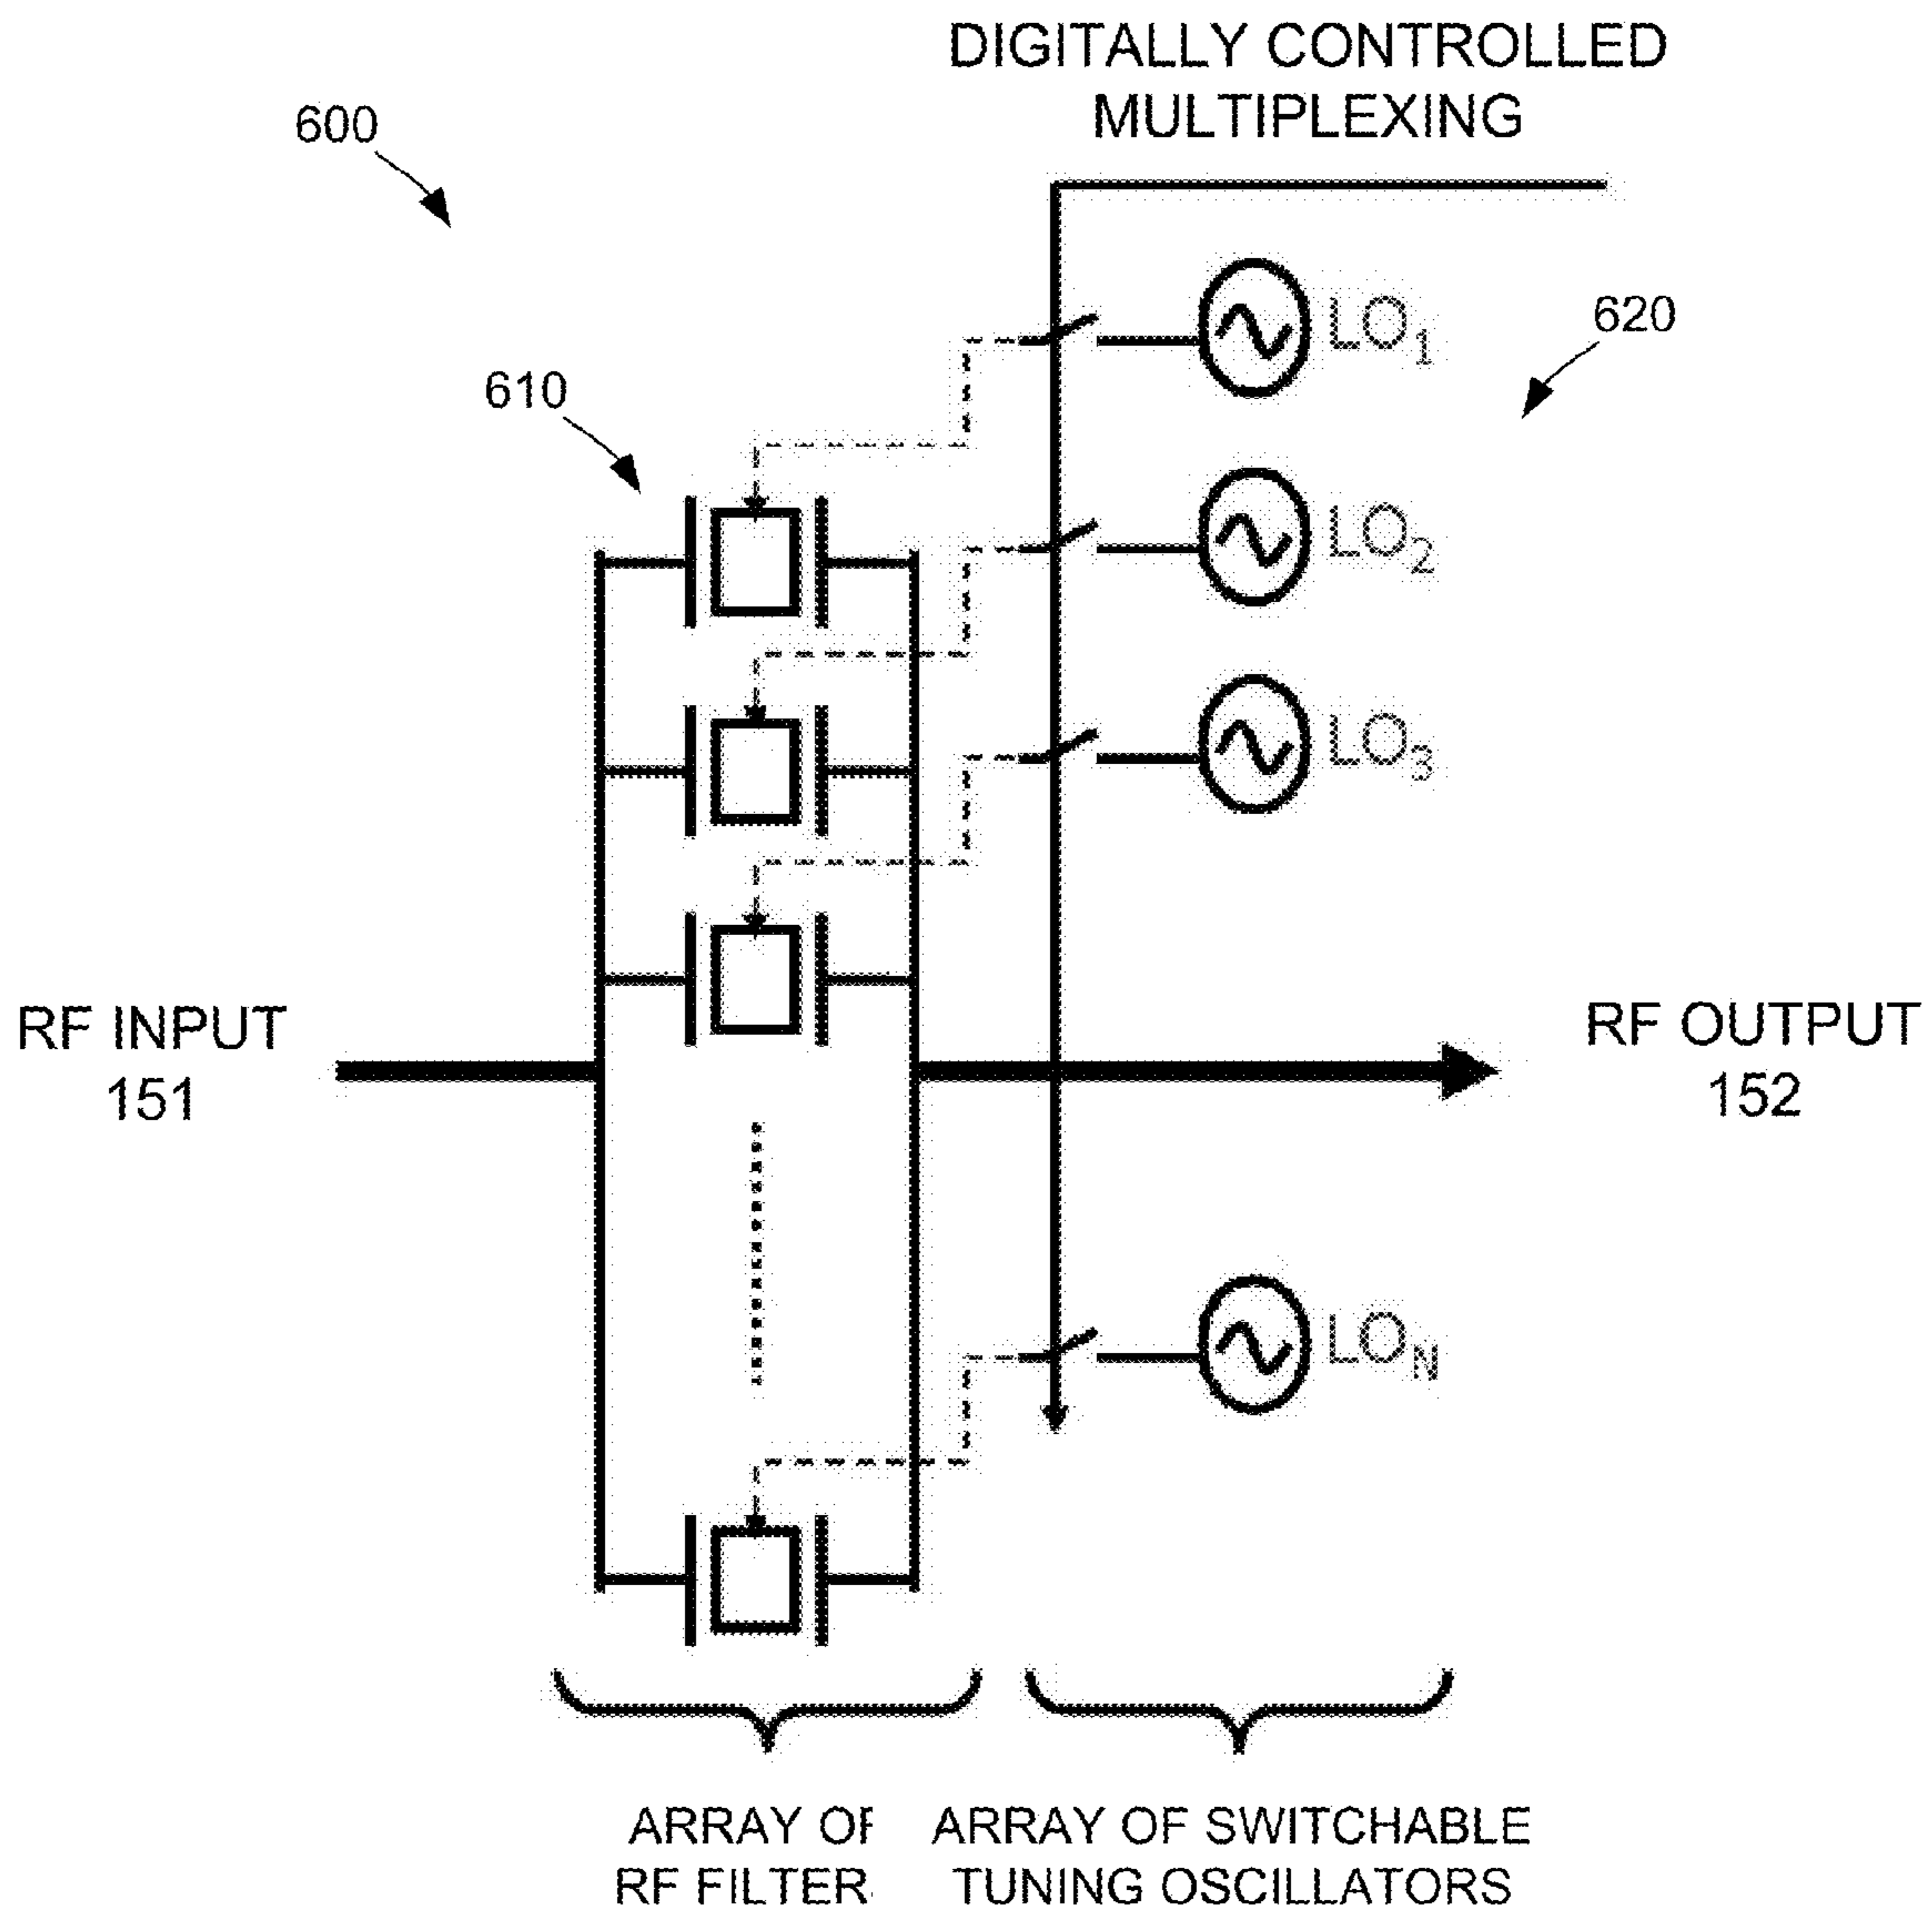 DIGITALLY CONTROLLED
MULTIPLEXING
600
LO1
620
610
LO2
LO3
RF INPUT
151
RF OUTPUT
152
LON
ARRAY OF
RF FILTER
ARRAY OF SWITCHABLE
TUNING OSCILLATORS